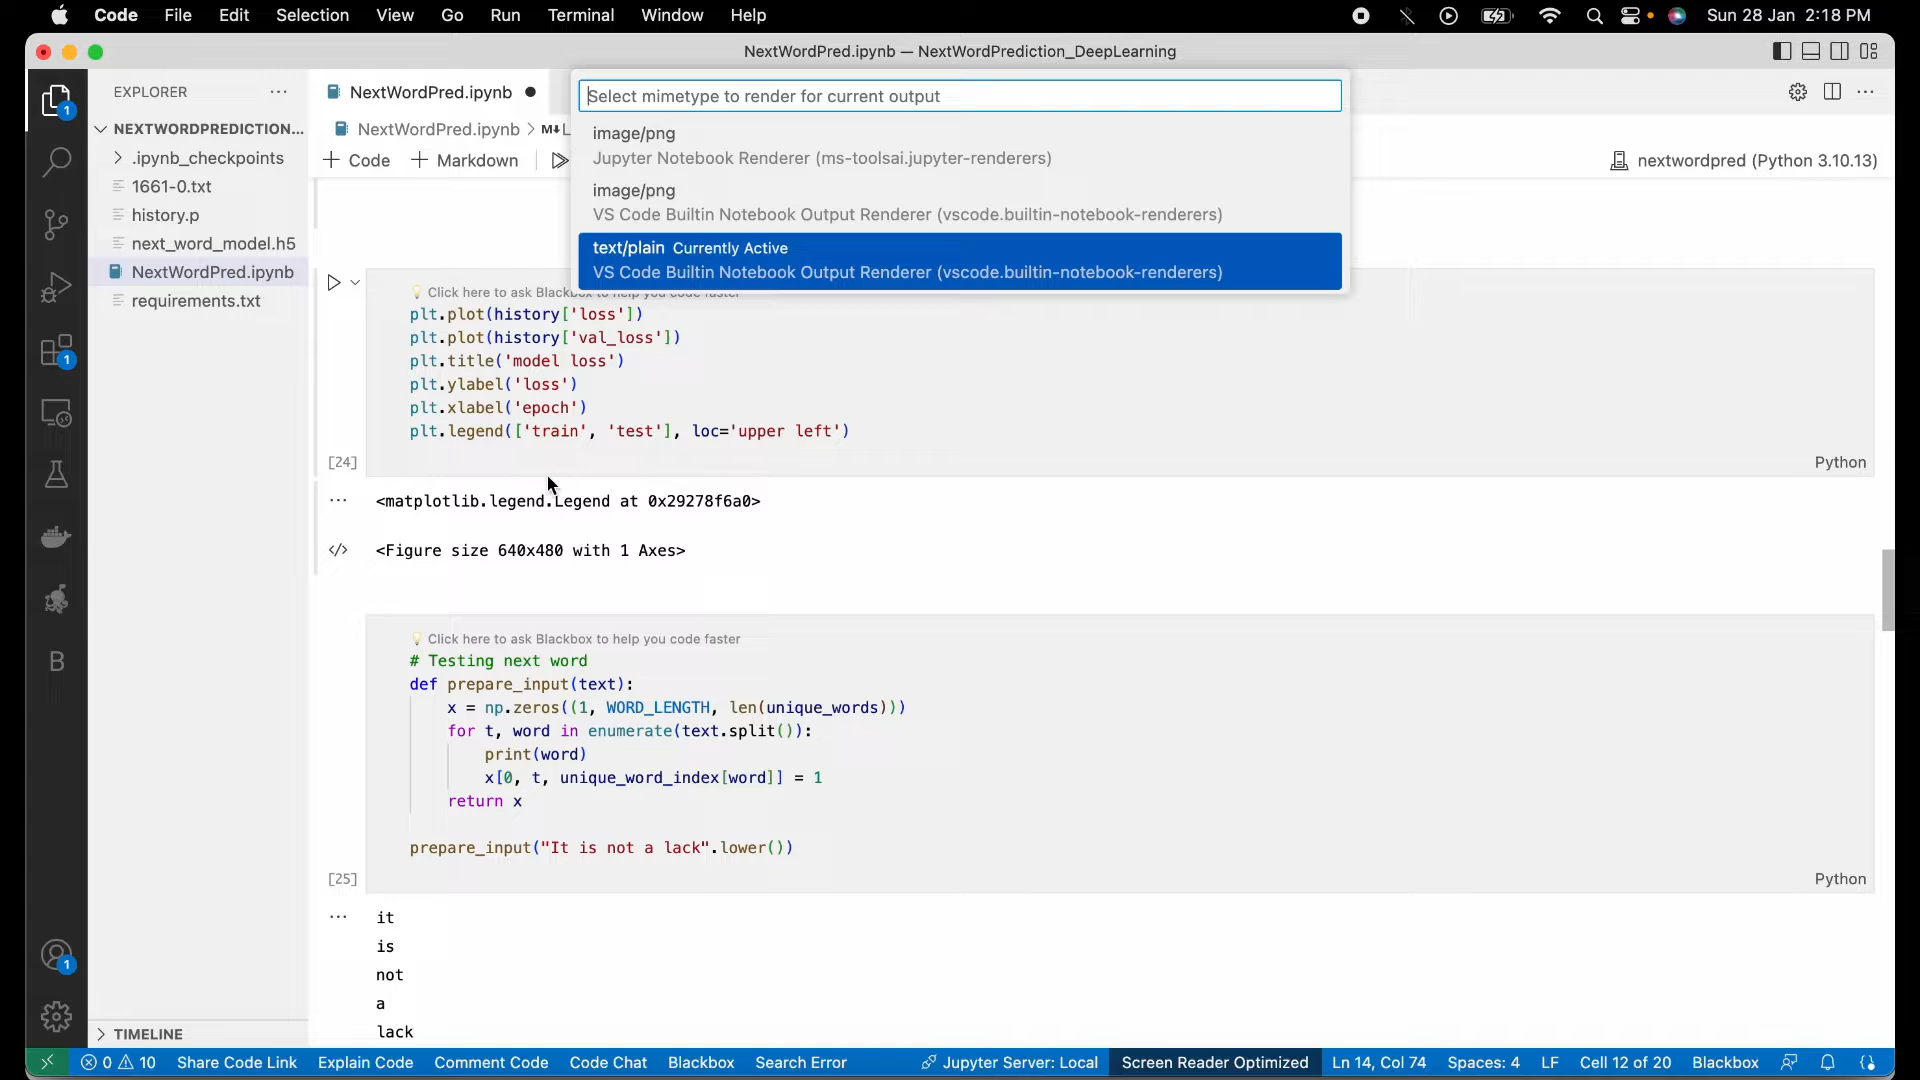 Code File Edit Selection View Go Run Terminal Window Help Sun 28 Jan 2:18 PM
NextWordPred.ipynb — NextWordPrediction_DeepLearning
EXPLORER
NextWordPred.ipynb
Select mimetype to render for current output
NEXTWORDPREDICTION...
NextWordPred.ipynb > M↓ L
image/png
Jupyter Notebook Renderer (ms-toolsai.jupyter-renderers)
.ipynb_checkpoints
+ Code + Markdown
nextwordpred (Python 3.10.13)
1661-0.txt
image/png
VS Code Builtin Notebook Output Renderer (vscode.builtin-notebook-renderers)
history.p
next_word_model.h5
text/plain Currently Active
VS Code Builtin Notebook Output Renderer (vscode.builtin-notebook-renderers)
NextWordPred.ipynb
requirements.txt
Click here to ask Blackbox to help you code faster
plt.plot(history['loss'])
plt.plot(history['val_loss'])
plt.title('model loss')
plt.ylabel('loss')
plt.xlabel('epoch')
plt.legend(['train', 'test'], loc='upper left')
[24]
Python
... <matplotlib.legend.Legend at 0x29278f6a0>
</> <Figure size 640x480 with 1 Axes>
Click here to ask Blackbox to help you code faster
# Testing next word
def prepare_input(text):
x = np.zeros((1, WORD_LENGTH, len(unique_words)))
for t, word in enumerate(text.split()):
print(word)
x[0, t, unique_word_index[word]] = 1
return x
prepare_input("It is not a lack".lower())
[25]
Python
... it
is
not
a
lack
1
1
B
1
TIMELINE
0 10 Share Code Link Explain Code Comment Code Code Chat Blackbox Search Error Jupyter Server: Local Screen Reader Optimized Ln 14, Col 74 Spaces: 4 LF Cell 12 of 20 Blackbox